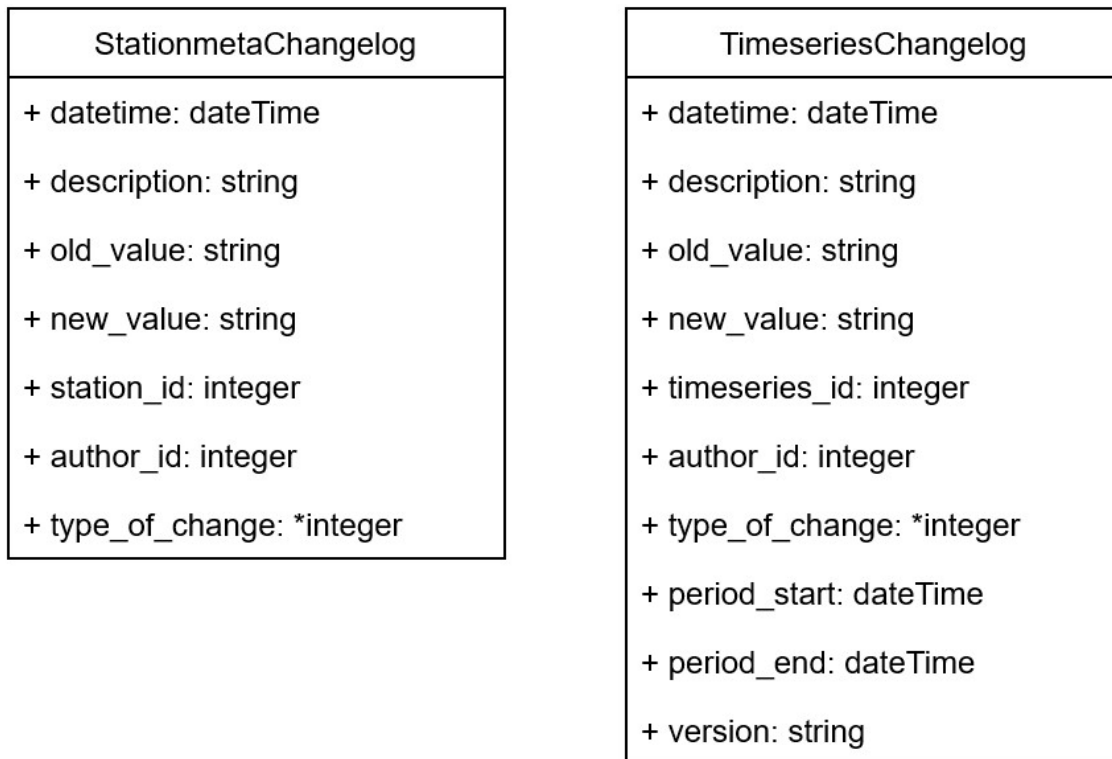 StationmetaChangelog
+ datetime: dateTime
+ description: string
+ old_value: string
+ new_value: string
+ station_id: integer
+ author_id: integer
+ type_of_change: *integer
TimeseriesChangelog
+ datetime: dateTime
+ description: string
+ old_value: string
+ new_value: string
+ timeseries_id: integer
+ author_id: integer
+ type_of_change: *integer
+ period_start: dateTime
+ period_end: dateTime
+ version: string